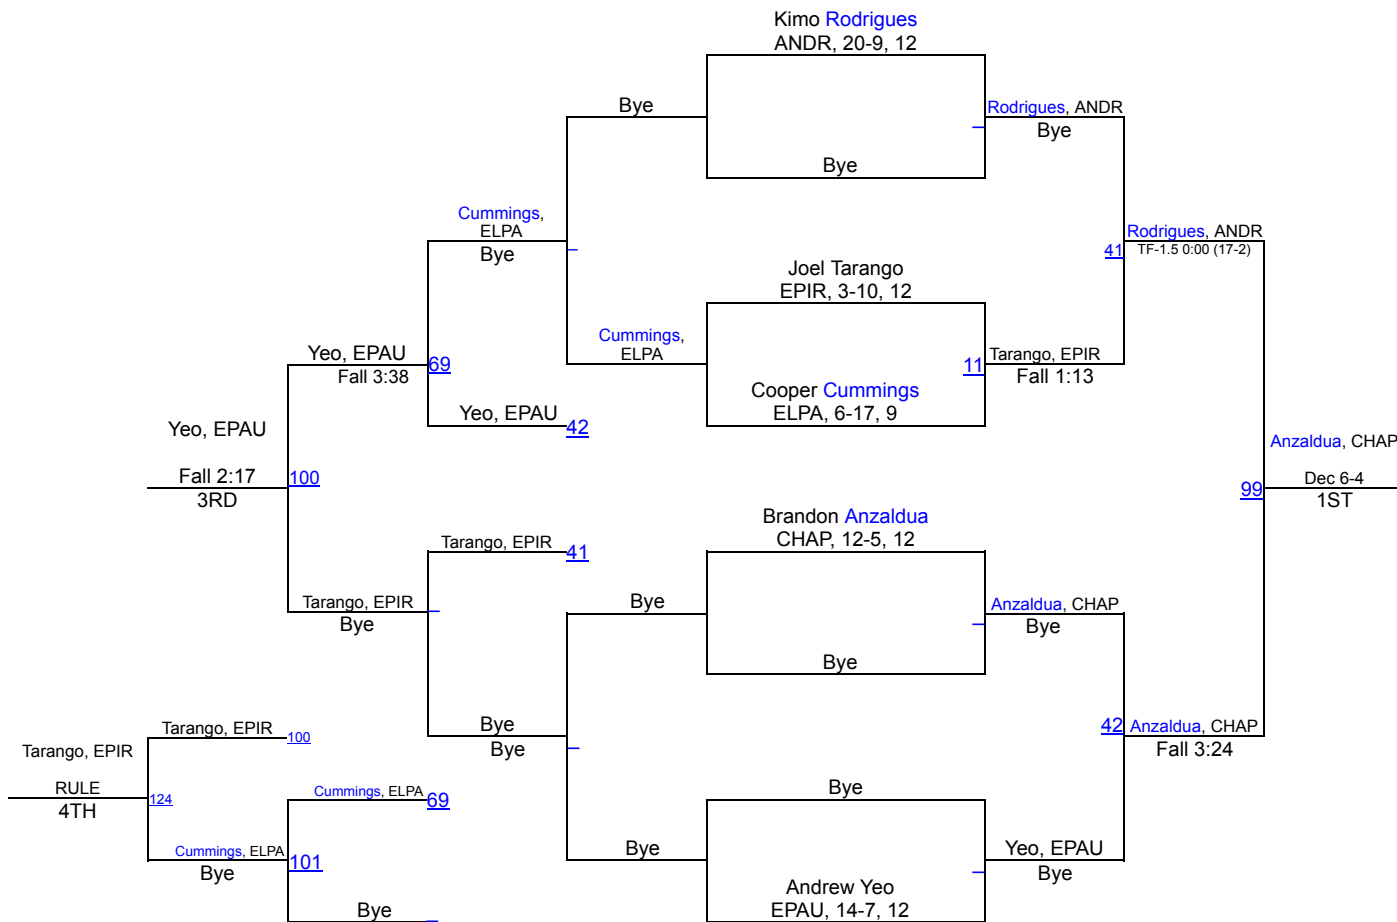 Kimo Rodrigues
ANDR, 20-9, 12
Bye
Rodrigues, ANDR
Bye
Bye
Cummings,
ELPA
Bye
Rodrigues, ANDR
41
TF-1.5 0:00 (17-2)
Joel Tarango
EPIR, 3-10, 12
Cummings,
ELPA
Yeo, EPAU
69
Fall 3:38
11
Tarango, EPIR
Fall 1:13
Cooper Cummings
ELPA, 6-17, 9
Yeo, EPAU
42
Yeo, EPAU
Anzaldua, CHAP
Fall 2:17
100
3RD
99
Dec 6-4
1ST
Brandon Anzaldua
CHAP, 12-5, 12
Tarango, EPIR
41
Tarango, EPIR
Bye
Bye
Anzaldua, CHAP
Bye
Bye
Bye
Bye
42
Anzaldua, CHAP
Fall 3:24
Tarango, EPIR
100
Tarango, EPIR
RULE
124
4TH
Cummings, ELPA
69
Bye
Cummings, ELPA
101
Bye
Bye
Yeo, EPAU
Bye
Andrew Yeo
EPAU, 14-7, 12
Bye